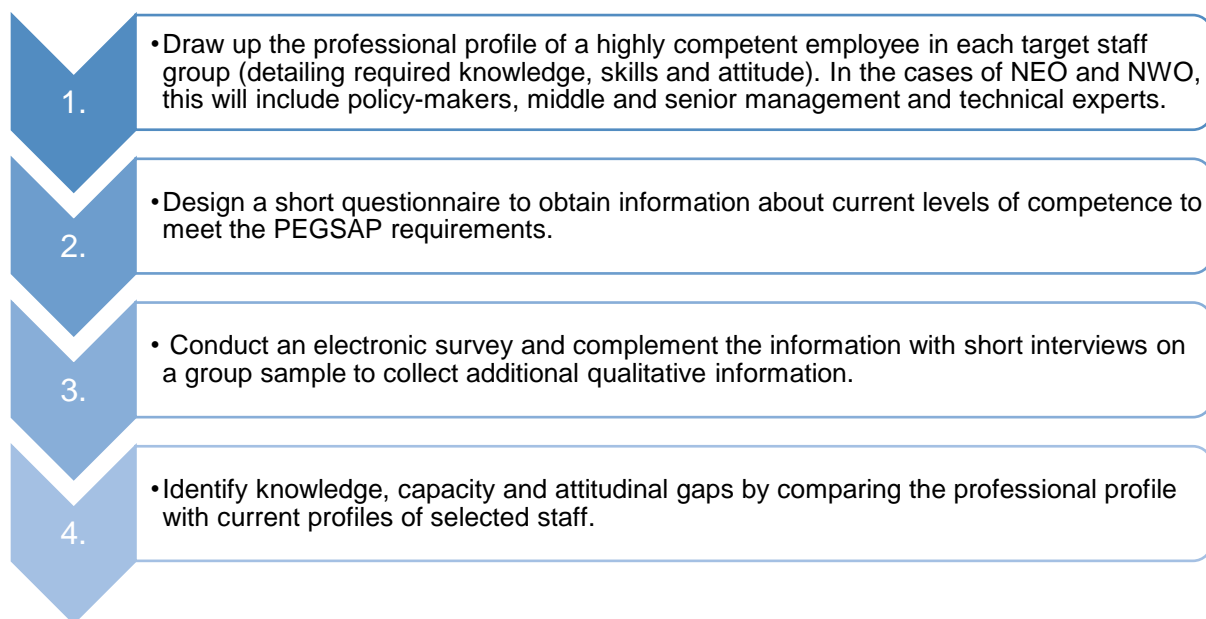 1.
•Draw up the professional profile of a highly competent employee in each target staff
group (detailing required knowledge, skills and attitude). In the cases of NEO and NWO,
this will include policy-makers, middle and senior management and technical experts.
2.
•Design a short questionnaire to obtain information about current levels of competence to
meet the PEGSAP requirements.
3.
• Conduct an electronic survey and complement the information with short interviews on
a group sample to collect additional qualitative information.
4.
•Identify knowledge, capacity and attitudinal gaps by comparing the professional profile
with current profiles of selected staff.